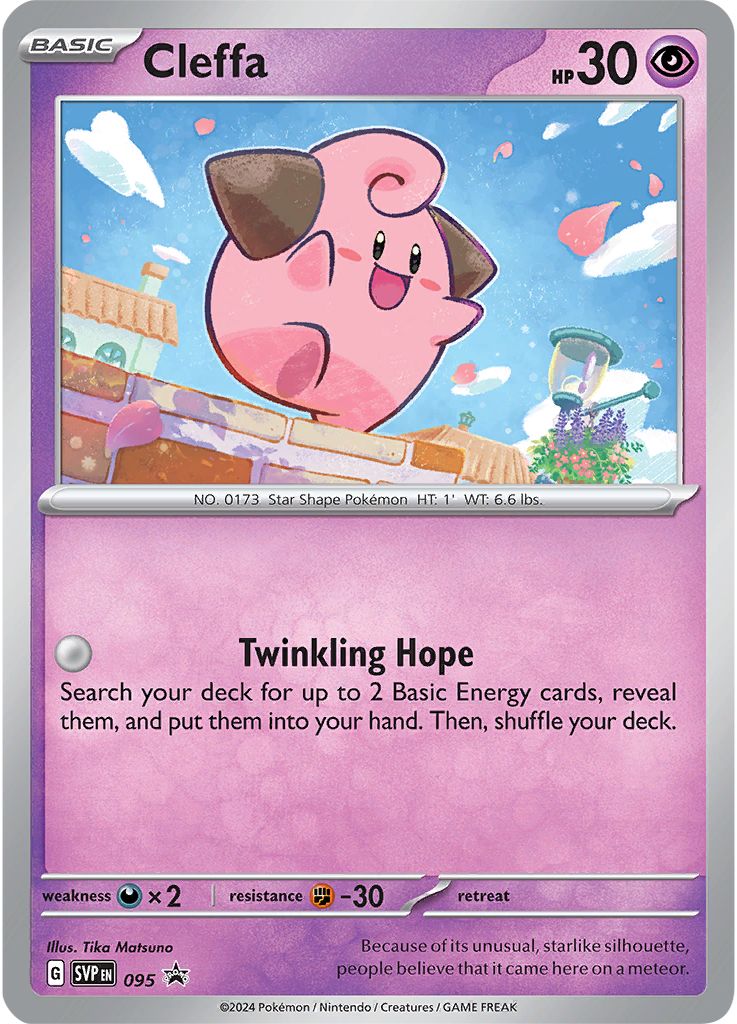 BASIC
Cleffa
HP 30
NO. 0173 Star Shape Pokémon HT: 1' WT: 6.6 lbs.
Twinkling Hope
Search your deck for up to 2 Basic Energy cards, reveal
them, and put them into your hand. Then, shuffle your deck.
weakness ×2 resistance -30 retreat
Illus. Tika Matsuno
G SVP EN 095 PROMO
Because of its unusual, starlike silhouette,
people believe that it came here on a meteor.
©2024 Pokémon / Nintendo / Creatures / GAME FREAK